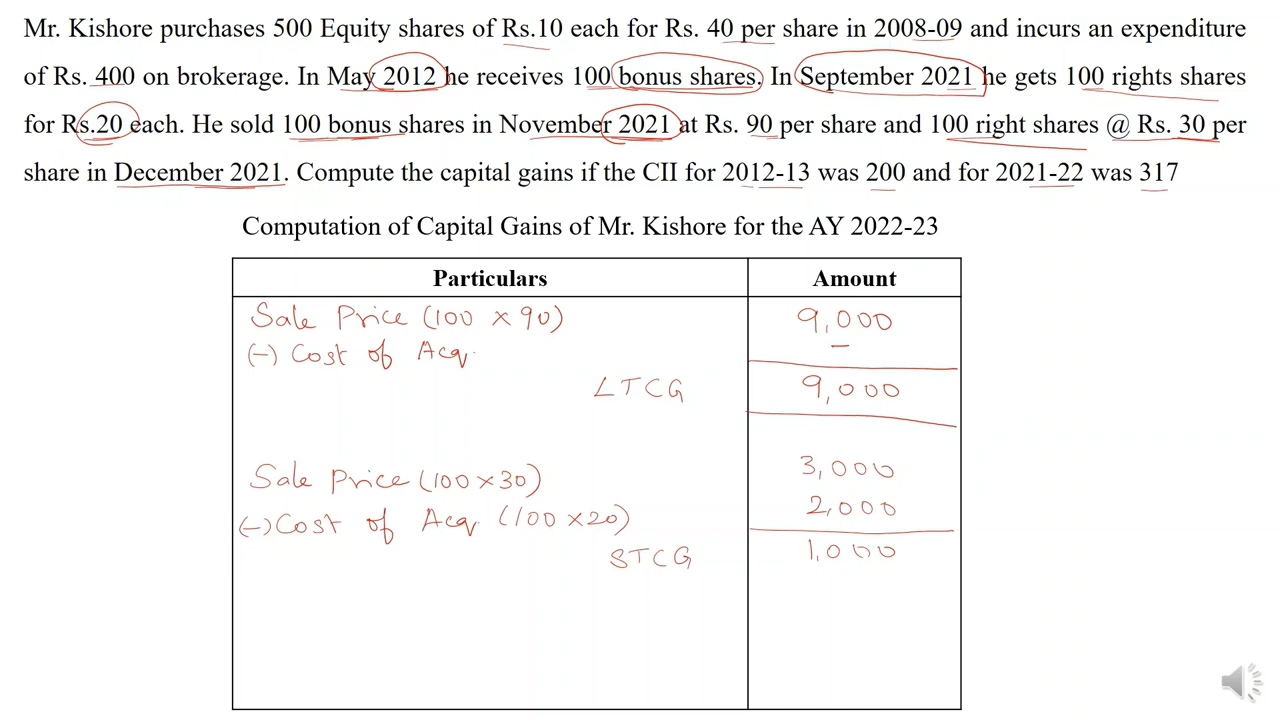 Mr. Kishore purchases 500 Equity shares of Rs.10 each for Rs. 40 per share in 2008-09 and incurs an expenditure
of Rs. 400 on brokerage. In May 2012 he receives 100 bonus shares. In September 2021 he gets 100 rights shares
for Rs.20 each. He sold 100 bonus shares in November 2021 at Rs. 90 per share and 100 right shares @ Rs. 30 per
share in December 2021. Compute the capital gains if the CII for 2012-13 was 200 and for 2021-22 was 317
Computation of Capital Gains of Mr. Kishore for the AY 2022-23
Particulars Amount
Sale Price (100 × 90) 9,000
(-) Cost of Acq. —
LTCG 9,000
Sale Price (100×30) 3,000
(-) Cost of Acq. (100 ×20) 2,000
STCG 1,000